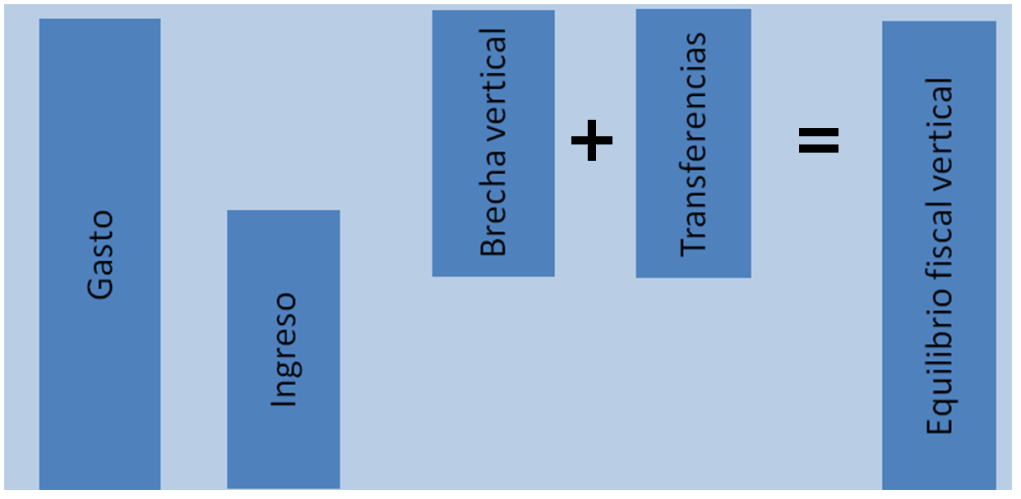 Gasto
Ingreso
Brecha vertical
+
Transferencias
=
Equilibrio fiscal vertical